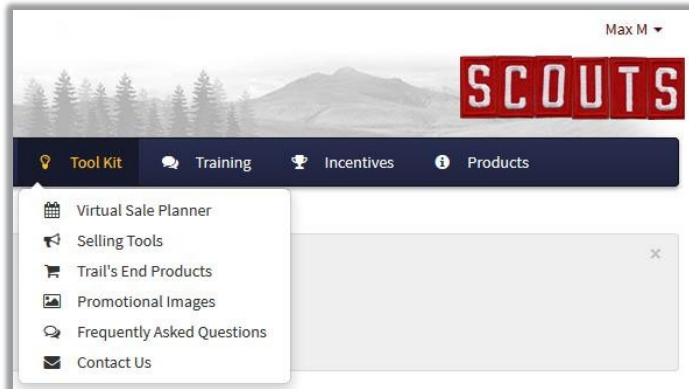 Max M
SCOUTS
Tool Kit Training Incentives Products
Virtual Sale Planner
Selling Tools
Trail's End Products
Promotional Images
Frequently Asked Questions
Contact Us